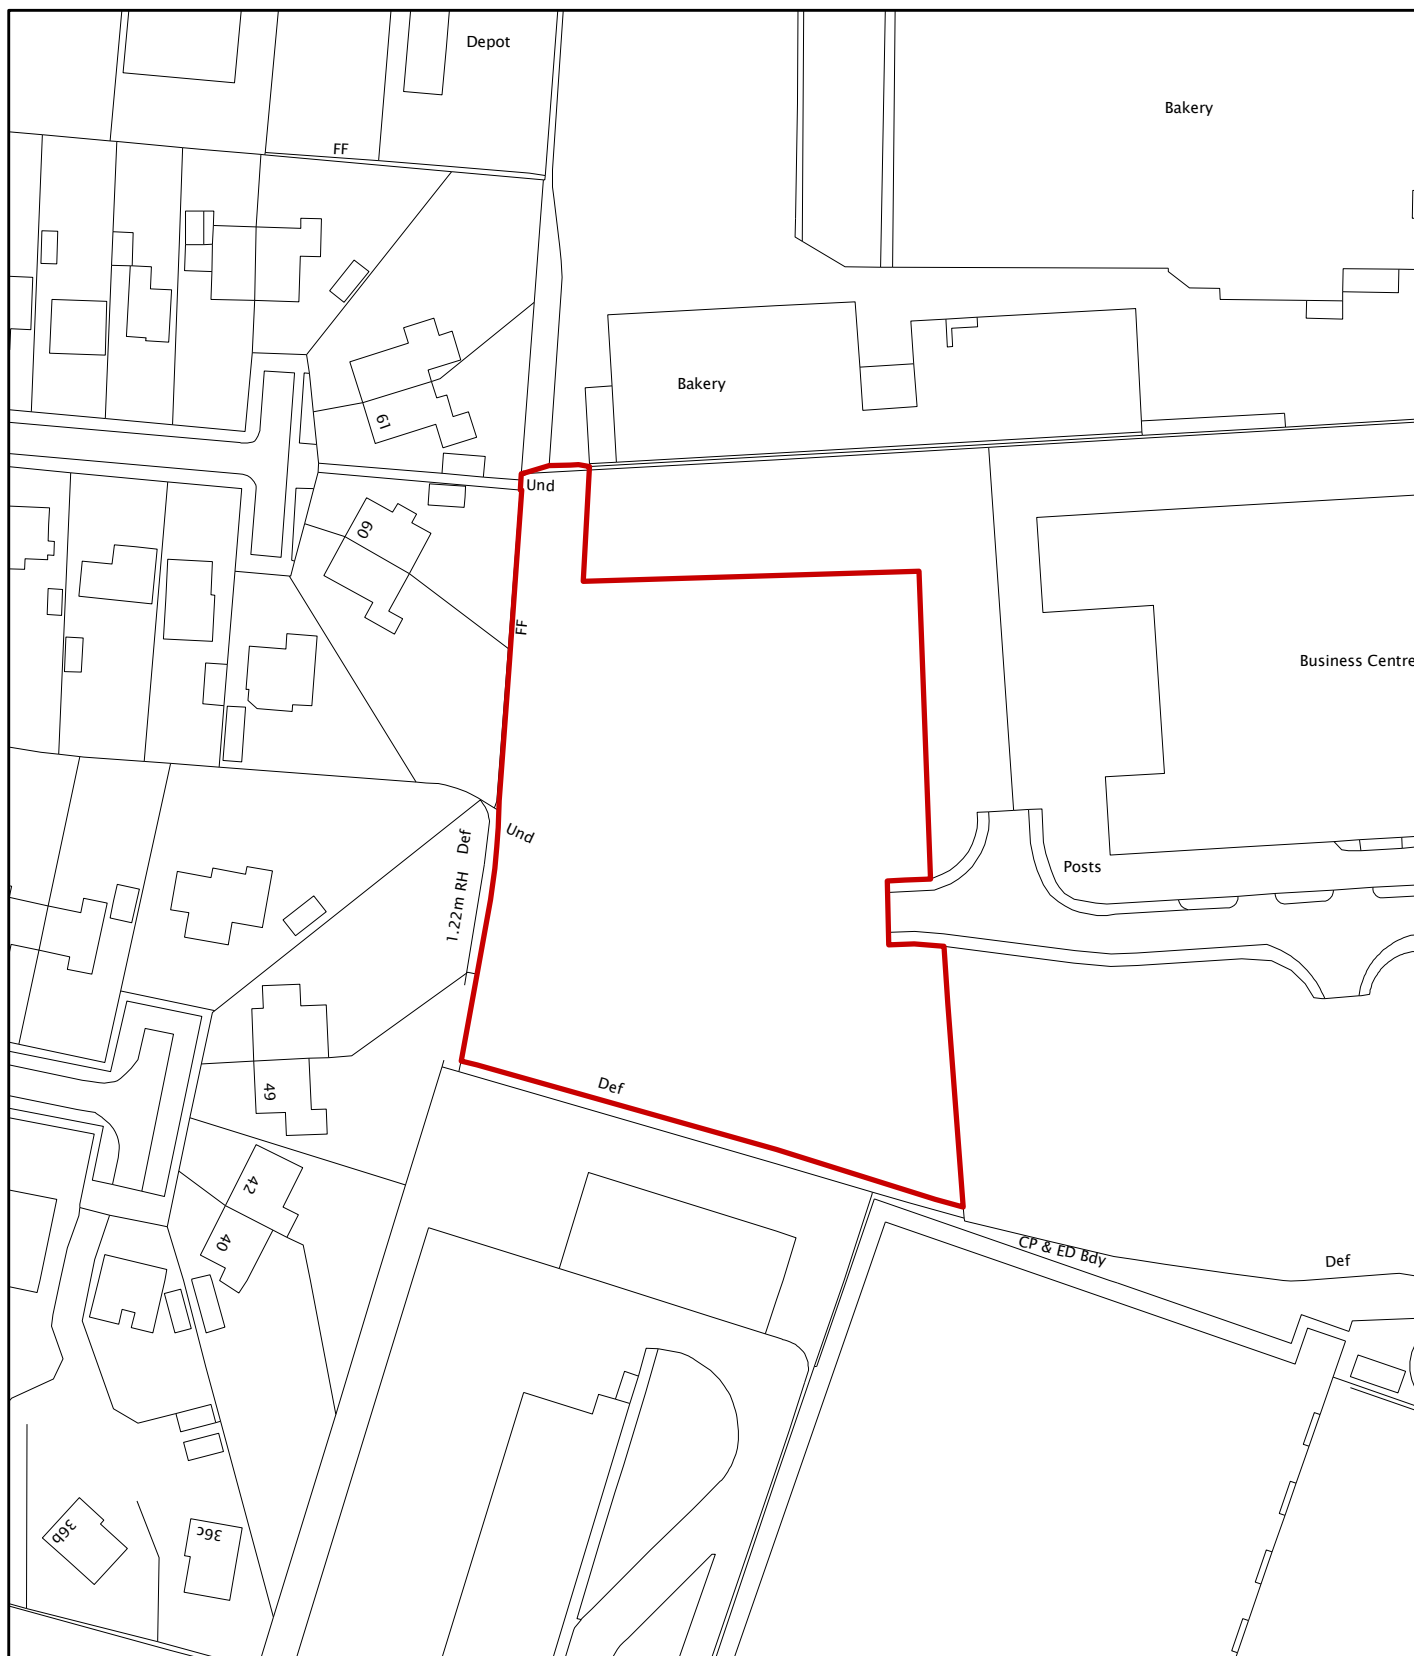 Depot
Bakery
FF
Bakery
61
Und
60
FF
Business Centre
Und
Def
1.22m RH
Posts
49
Def
42
40
CP & ED Bdy
Def
36b
36c